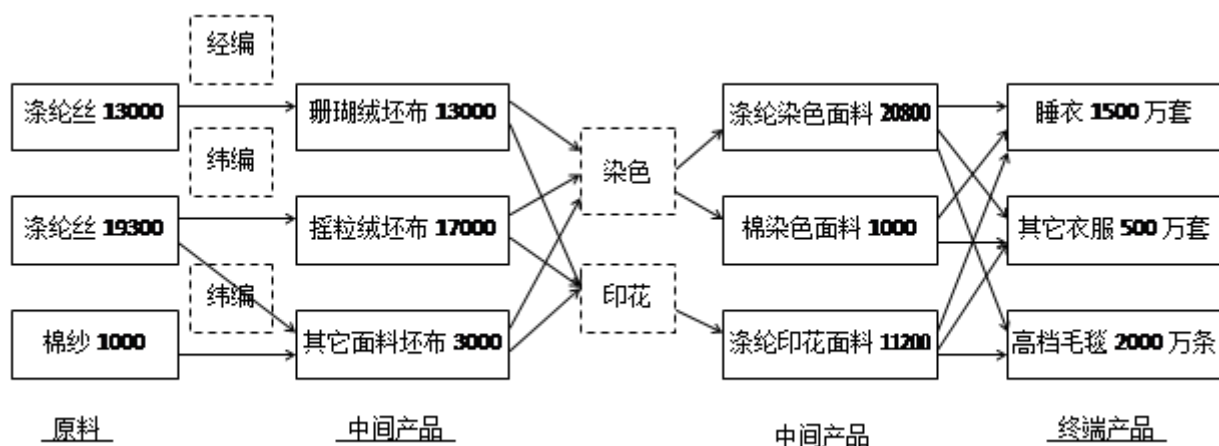 经编
涤纶丝 13000
珊瑚绒坯布 13000
涤纶染色面料 20800
睡衣 1500 万套
纬编
染色
涤纶丝 19300
摇粒绒坯布 17000
棉染色面料 1000
其它衣服 500 万套
纬编
印花
棉纱 1000
其它面料坯布 3000
涤纶印花面料 11200
高档毛毯 2000 万条
原料
中间产品
中间产品
终端产品